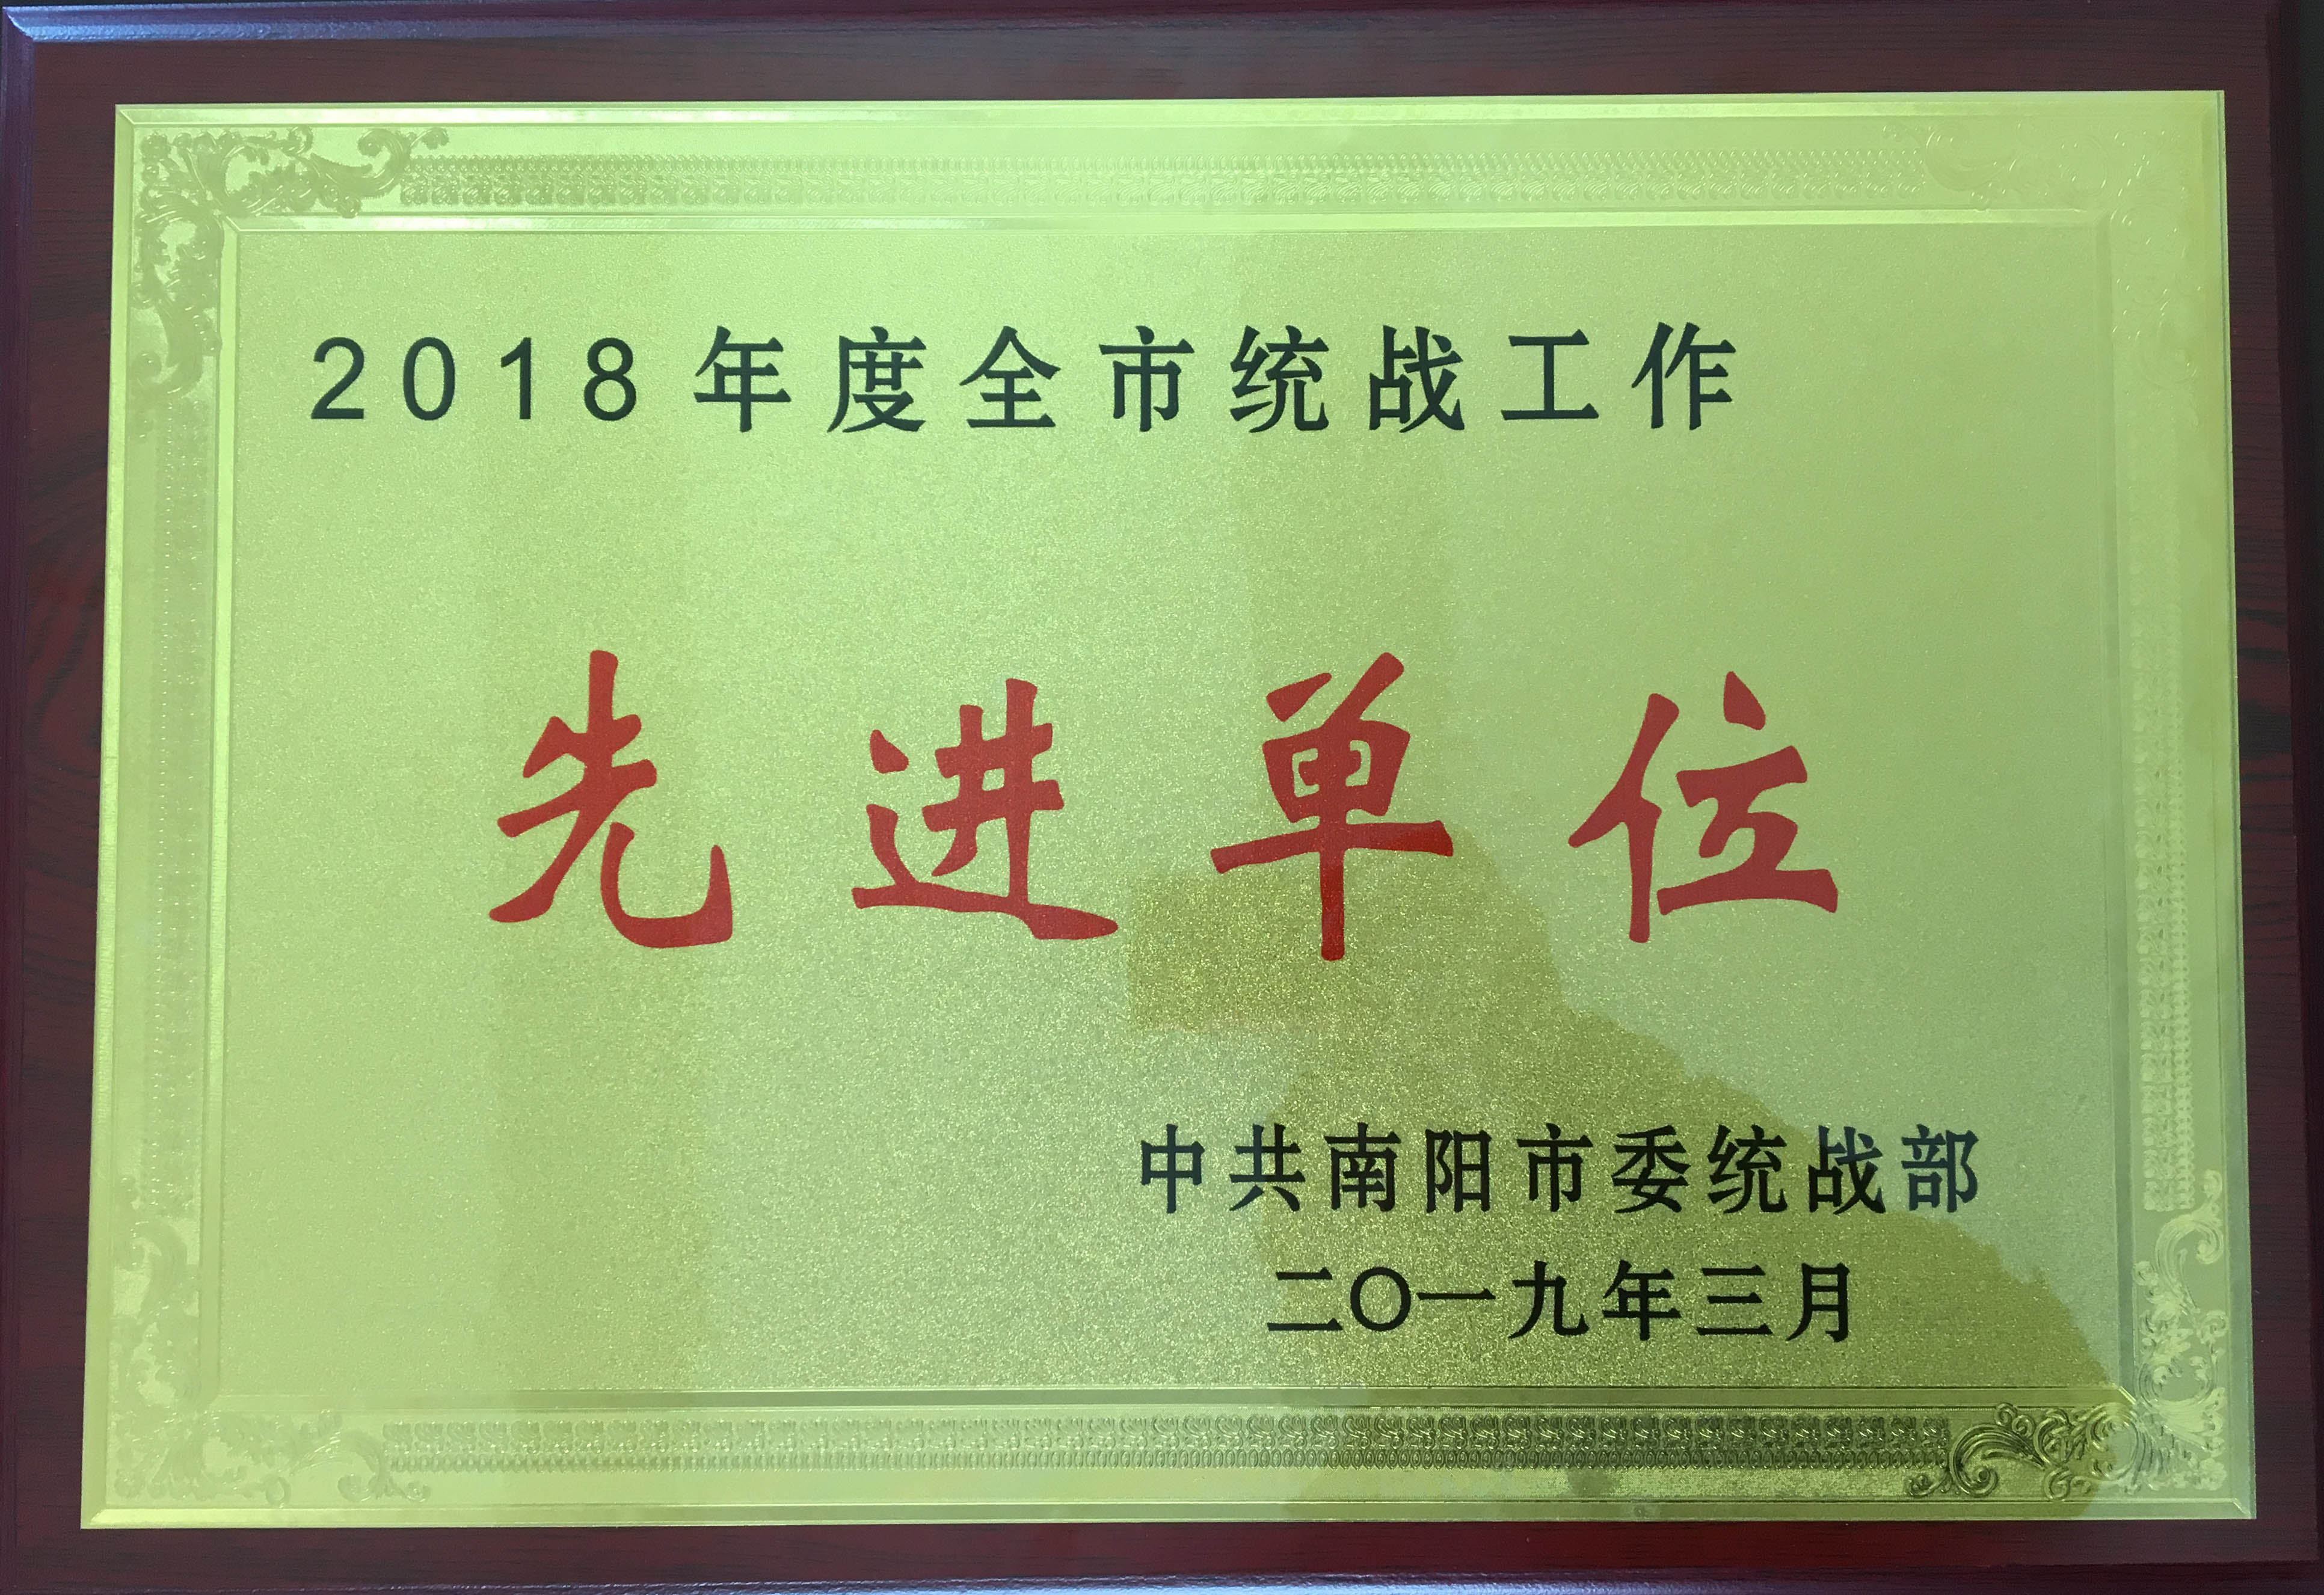 2018年度全市统战工作
先进单位
中共南阳市委统战部
二〇一九年三月